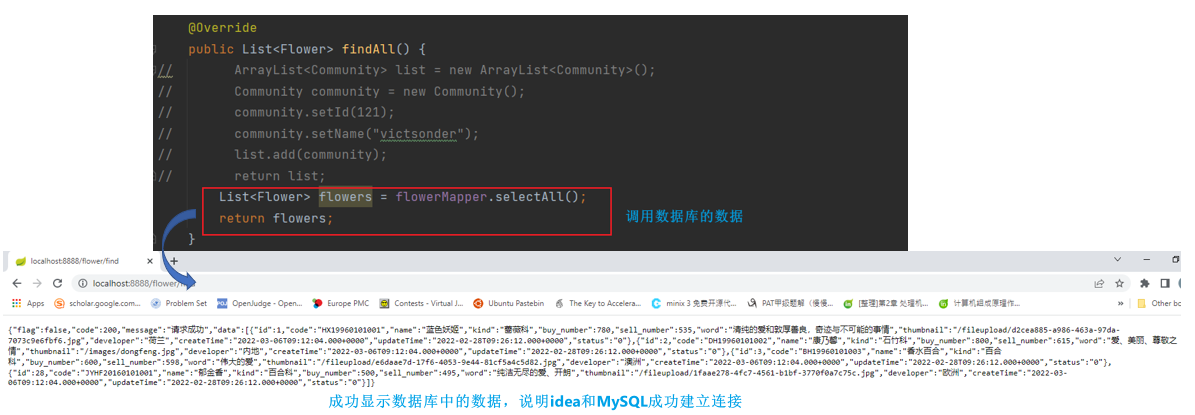 @Override
public List<Flower> findAll() {
// ArrayList<Community> list = new ArrayList<Community>();
// Community community = new Community();
// community.setId(121);
// community.setName("victsonder");
// list.add(community);
// return list;
List<Flower> flowers = flowerMapper.selectAll();
return flowers;
}
调用数据库的数据
localhost:8888/flower/find
localhost:8888/flower/
Apps scholar.google.com... Problem Set OpenJudge - Open... Europe PMC Contests - Virtual J... Ubuntu Pastebin The Key to Accelera... minix 3 免费开源代... PAT甲级题解（慢慢... [整理]第2章 处理机... 计算机组成原理作... » Other bo
{"flag":false,"code":200,"message":"请求成功","data":[{"id":1,"code":"HX19960101001","name":"蓝色妖姬","kind":"蔷薇科","buy_number":780,"sell_number":535,"word":"清纯的爱和敦厚善良，奇迹与不可能的事情","thumbnail":"/fileupload/d2cea885-a986-463a-97da-
7073c9e6fbf6.jpg","developer":"荷兰","createTime":"2022-03-06T09:12:04.000+0000","updateTime":"2022-02-28T09:26:12.000+0000","status":"0"},{"id":2,"code":"DH19960101002","name":"康乃馨","kind":"石竹科","buy_number":800,"sell_number":615,"word":"爱、美丽、尊敬之
情","thumbnail":"/images/dongfeng.jpg","developer":"内地","createTime":"2022-03-06T09:12:04.000+0000","updateTime":"2022-02-28T09:26:12.000+0000","status":"0"},{"id":3,"code":"BH19960101003","name":"香水百合","kind":"百合
科","buy_number":600,"sell_number":598,"word":"伟大的爱","thumbnail":"/fileupload/e6daae7d-17f6-4053-9e44-81cf5a4c5d82.jpg","developer":"澳洲","createTime":"2022-03-06T09:12:04.000+0000","updateTime":"2022-02-28T09:26:12.000+0000","status":"0"},
{"id":28,"code":"JYHF20160101001","name":"郁金香","kind":"百合科","buy_number":500,"sell_number":495,"word":"纯洁无尽的爱、开朗","thumbnail":"/fileupload/1faae278-4fc7-4561-b1bf-3770f0a7c75c.jpg","developer":"欧洲","createTime":"2022-03-
06T09:12:04.000+0000","updateTime":"2022-02-28T09:26:12.000+0000","status":"0"}]}
成功显示数据库中的数据，说明idea和MySQL成功建立连接